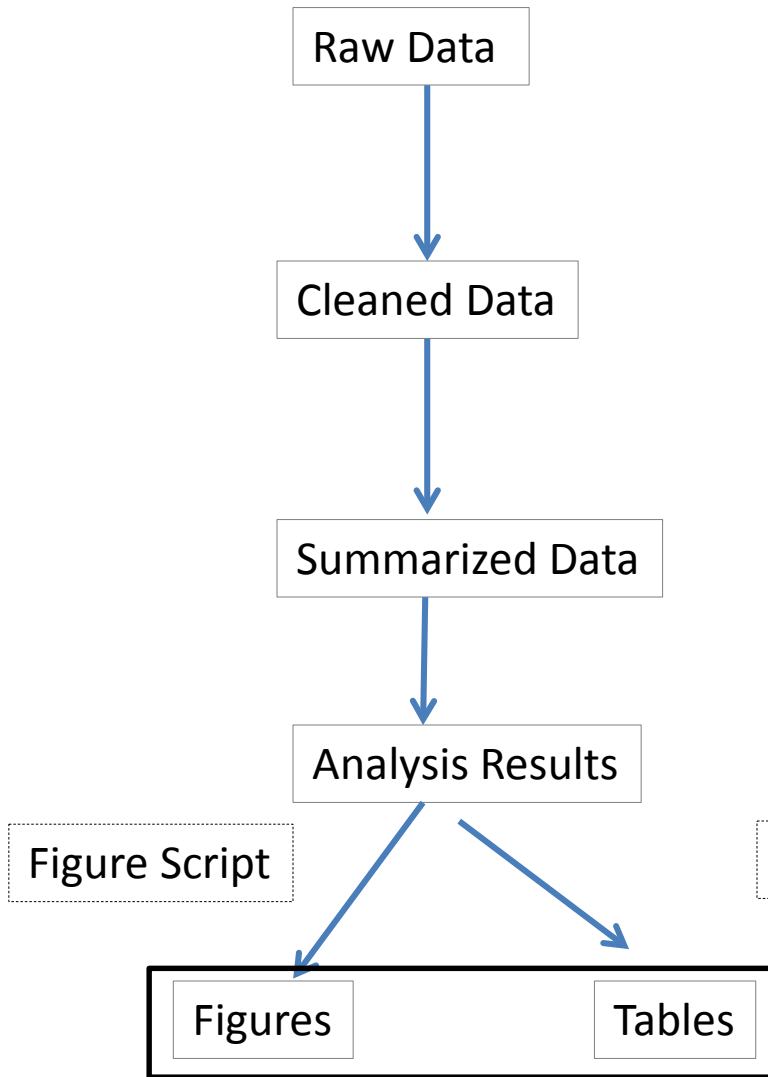 Raw Data
Cleaned Data
Summarized Data
Analysis Results
Figure Script
Figures
Tables